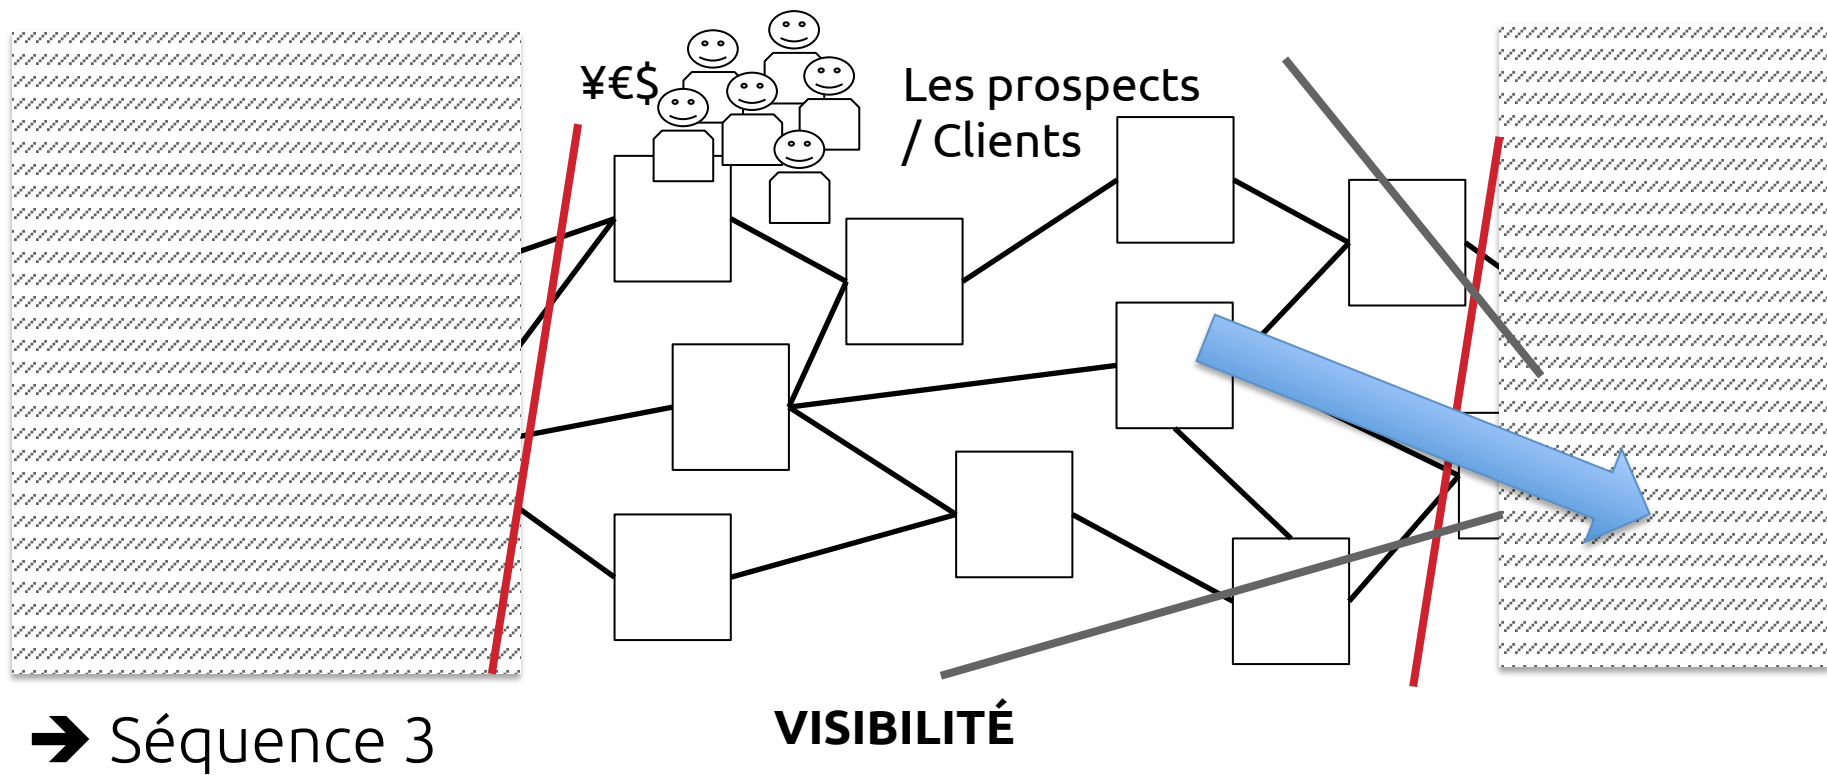 ¥€$
Les prospects
/ Clients
VISIBILITÉ
➔ Séquence 3